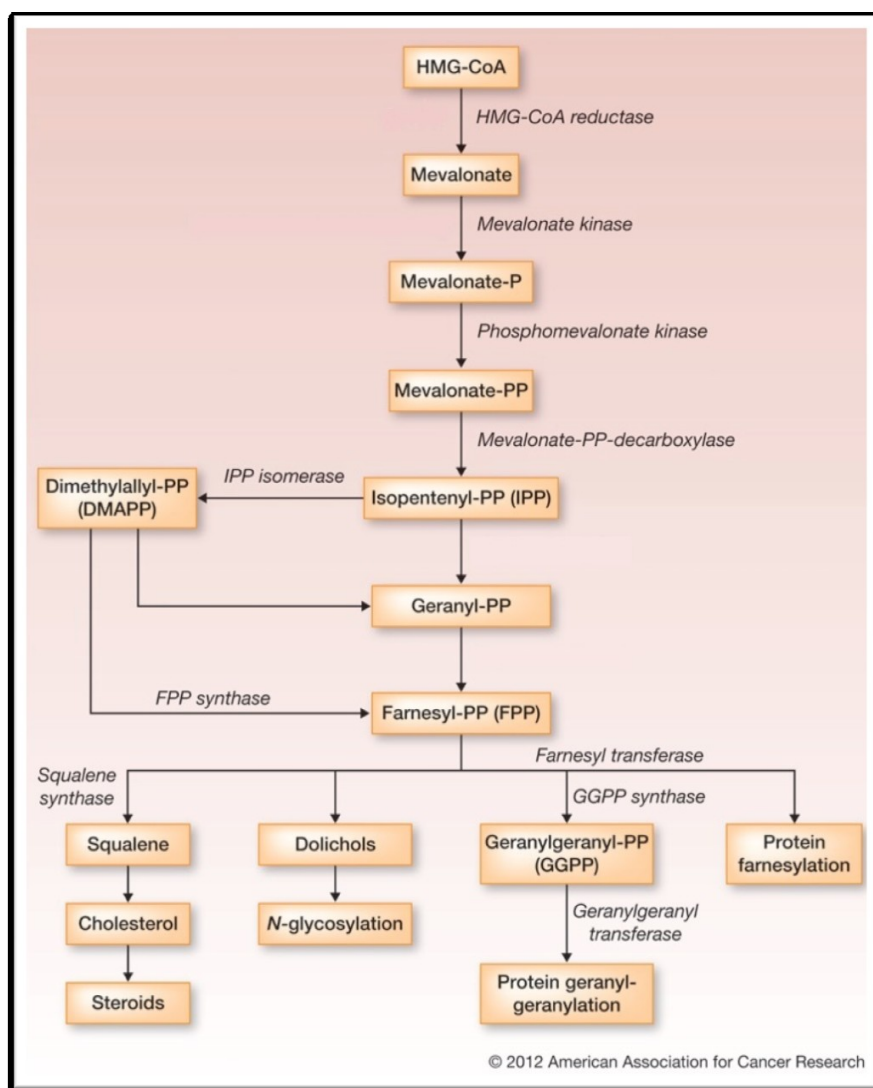 HMG-CoA
HMG-CoA reductase
Mevalonate
Mevalonate kinase
Mevalonate-P
Phosphomevalonate kinase
Mevalonate-PP
Mevalonate-PP-decarboxylase
Dimethylallyl-PP
(DMAPP)
IPP isomerase
Isopentenyl-PP (IPP)
Geranyl-PP
FPP synthase
Farnesyl-PP (FPP)
Farnesyl transferase
Squalene
synthase
GGPP synthase
Squalene
Dolichols
Geranylgeranyl-PP
(GGPP)
Protein
farnesylation
Cholesterol
N-glycosylation
Geranylgeranyl
transferase
Steroids
Protein geranyl-
geranylation
© 2012 American Association for Cancer Research